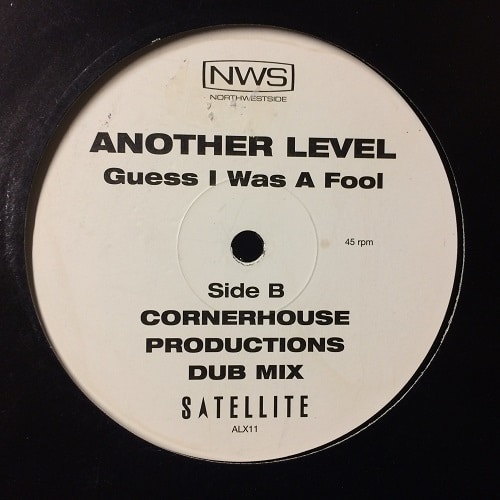 NWS
NORTHWESTSIDE
ANOTHER LEVEL
Guess I Was A Fool
45 rpm
Side B
CORNERHOUSE
PRODUCTIONS
DUB MIX
SATELLITE
ALX11